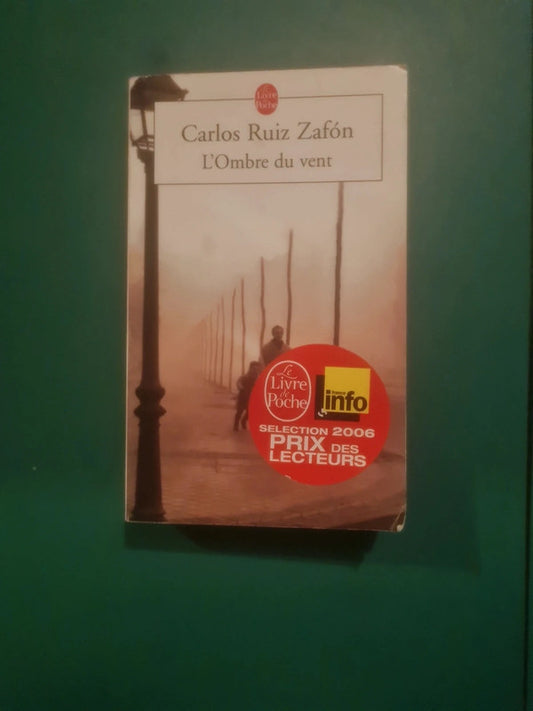 Le
Livre
de
Poche
Carlos Ruiz Zafón
L'Ombre du vent
Le
Livre
de
Poche
france
info
SELECTION 2006
PRIX DES
LECTEURS